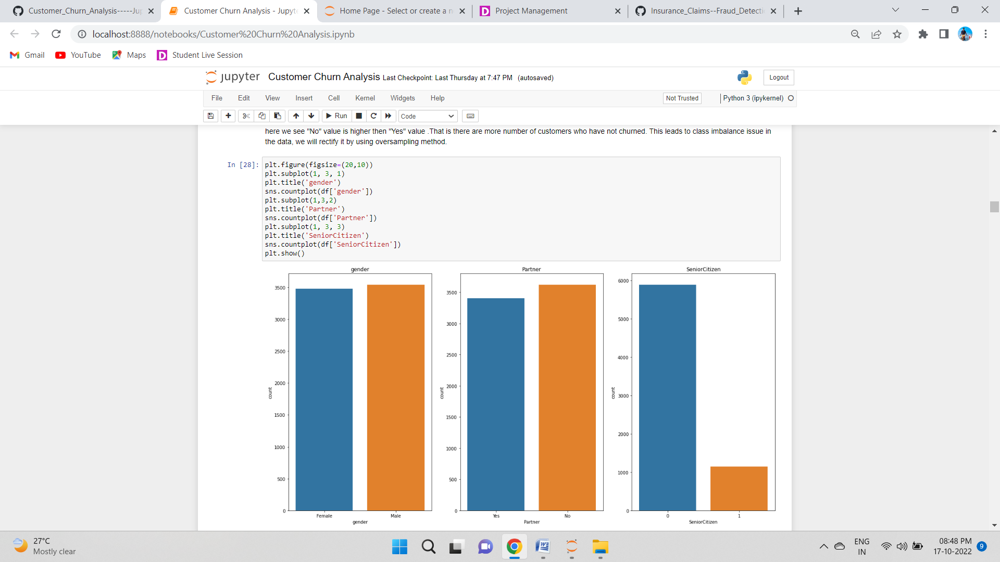 Customer_Churn_Analysis-----Ju
Customer Churn Analysis - Jupyt
Home Page - Select or create a n
Project Management
Insurance_Claims--Fraud_Detecti
localhost:8888/notebooks/Customer%20Churn%20Analysis.ipynb
Gmail YouTube Maps Student Live Session
jupyter Customer Churn Analysis Last Checkpoint: Last Thursday at 7:47 PM (autosaved) Logout
File Edit View Insert Cell Kernel Widgets Help Not Trusted Python 3 (ipykernel)
Run Code
here we see "No" value is higher then "Yes" value .That is there are more number of customers who have not churned. This leads to class imbalance issue in
the data, we will rectify it by using oversampling method.
In [28]: plt.figure(figsize=(20,10))
plt.subplot(1, 3, 1)
plt.title('gender')
sns.countplot(df['gender'])
plt.subplot(1,3,2)
plt.title('Partner')
sns.countplot(df['Partner'])
plt.subplot(1, 3, 3)
plt.title('SeniorCitizen')
sns.countplot(df['SeniorCitizen'])
plt.show()
gender
3500
3000
2500
2000
1500
1000
500
0
count
Female Male
gender
Partner
3500
3000
2500
2000
1500
1000
500
0
count
Yes No
Partner
SeniorCitizen
6000
5000
4000
3000
2000
1000
0
count
0 1
SeniorCitizen
27°C
Mostly clear
ENG
IN
08:48 PM
17-10-2022
9